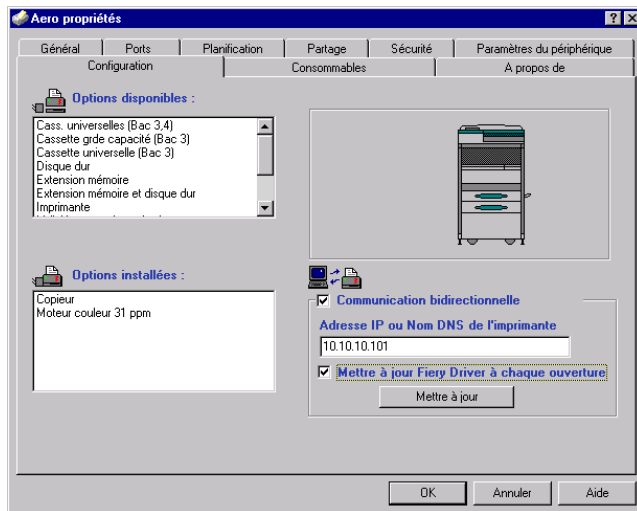 Aero propriétés
Général
Ports
Planification
Partage
Sécurité
Paramètres du périphérique
Configuration
Consommables
A propos de
Options disponibles :
Cass. universelles (Bac 3,4)
Cassette grde capacité (Bac 3)
Cassette universelle (Bac 3)
Disque dur
Extension mémoire
Extension mémoire et disque dur
Imprimante
Options installées :
Copieur
Moteur couleur 31 ppm
Communication bidirectionnelle
Adresse IP ou Nom DNS de l'imprimante
10.10.10.101
Mettre à jour Fiery Driver à chaque ouverture
Mettre à jour
OK
Annuler
Aide